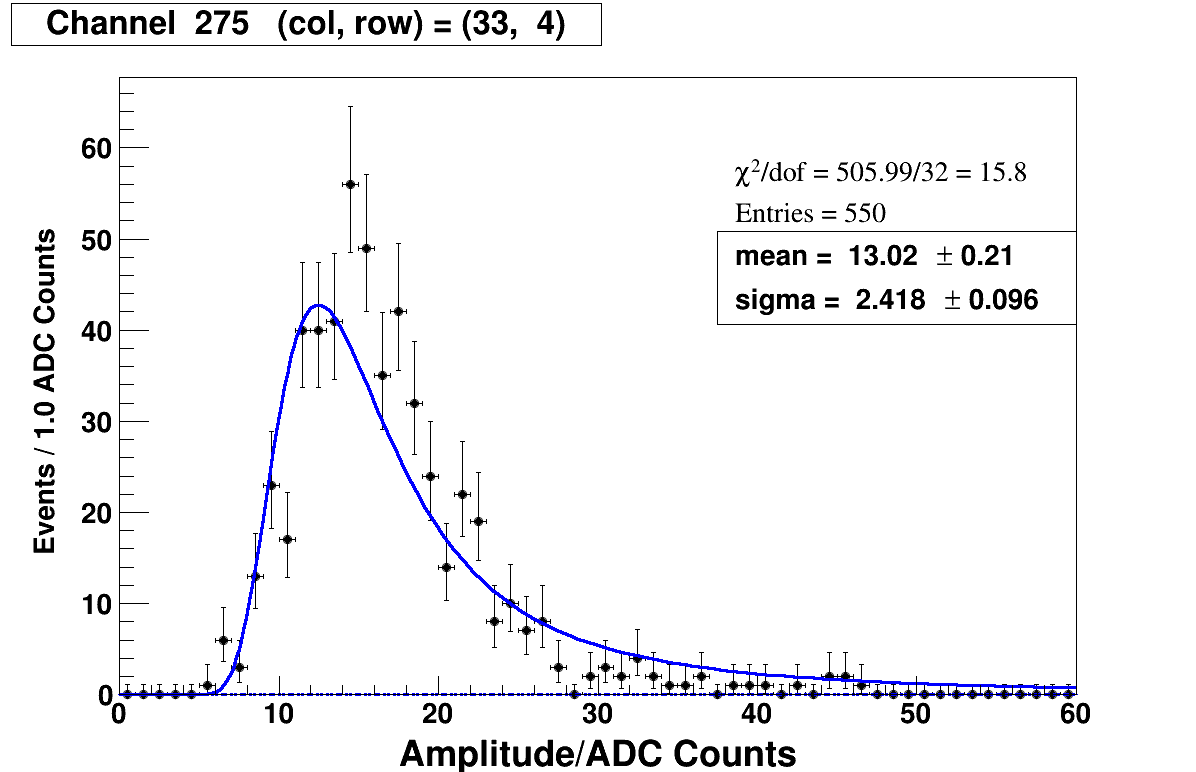 Channel 275 (col, row) = (33, 4)
χ²/dof = 505.99/32 = 15.8
Entries = 550
mean = 13.02 ± 0.21
sigma = 2.418 ± 0.096
Events / 1.0 ADC Counts
60
50
40
30
20
10
0
0 10 20 30 40 50 60
Amplitude/ADC Counts